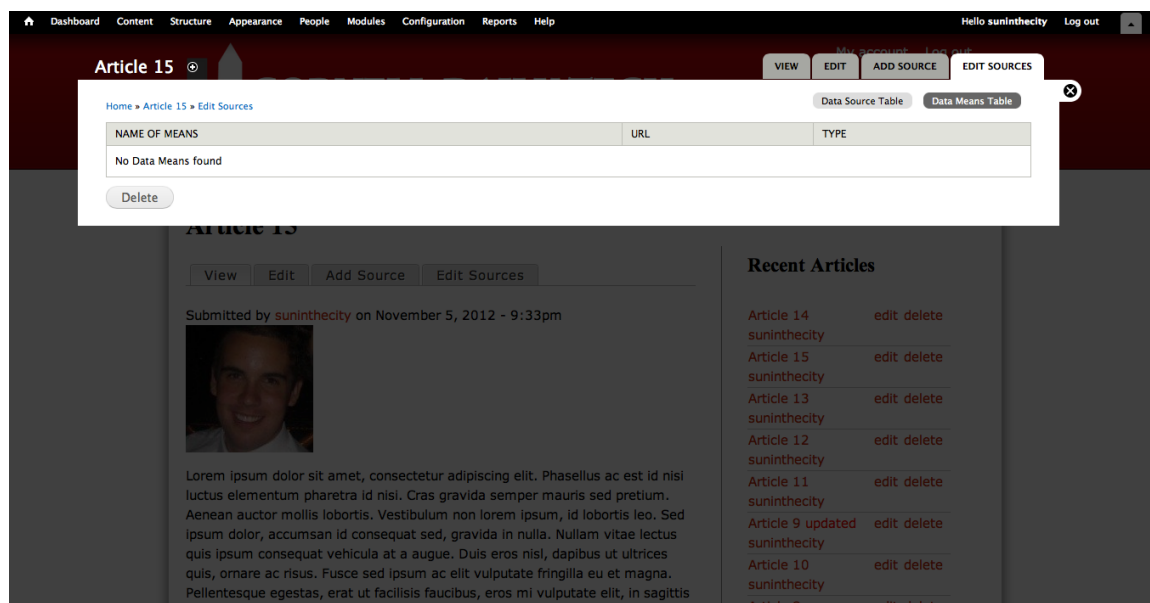 Dashboard Content Structure Appearance People Modules Configuration Reports Help Hello suninthecity Log out
My account Log out
Article 15 VIEW EDIT ADD SOURCE EDIT SOURCES
Home » Article 15 » Edit Sources Data Source Table Data Means Table
NAME OF MEANS URL TYPE
No Data Means found
Delete
Article 15
View Edit Add Source Edit Sources
Recent Articles
Submitted by suninthecity on November 5, 2012 - 9:33pm
Article 14 edit delete
suninthecity
Article 15 edit delete
suninthecity
Article 13 edit delete
suninthecity
Article 12 edit delete
suninthecity
Article 11 edit delete
suninthecity
Article 9 updated edit delete
suninthecity
Article 10 edit delete
suninthecity
Lorem ipsum dolor sit amet, consectetur adipiscing elit. Phasellus ac est id nisi
luctus elementum pharetra id nisi. Cras gravida semper mauris sed pretium.
Aenean auctor mollis lobortis. Vestibulum non lorem ipsum, id lobortis leo. Sed
ipsum dolor, accumsan id consequat sed, gravida in nulla. Nullam vitae lectus
quis ipsum consequat vehicula at a augue. Duis eros nisl, dapibus ut ultrices
quis, ornare ac risus. Fusce sed ipsum ac elit vulputate fringilla eu et magna.
Pellentesque egestas, erat ut facilisis faucibus, eros mi vulputate elit, in sagittis